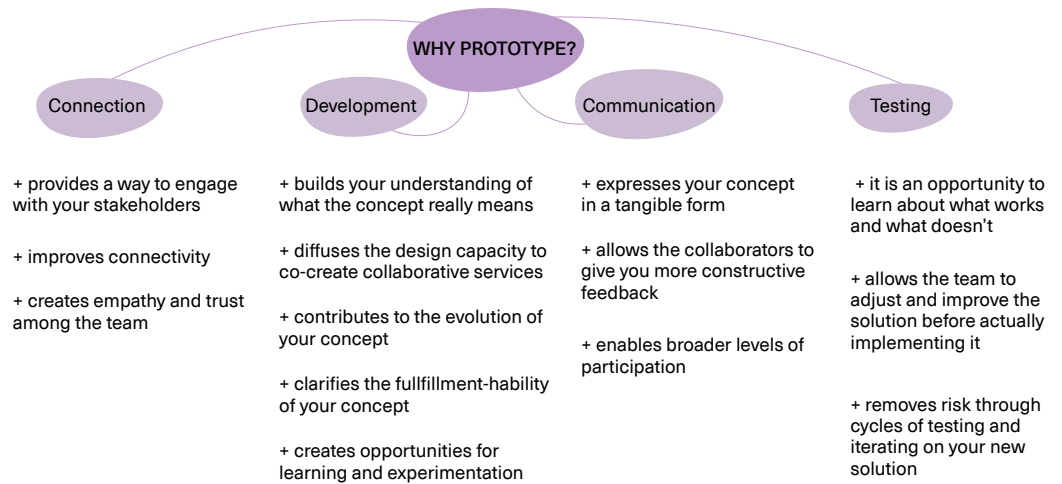 WHY PROTOTYPE?
Connection
Development
Communication
Testing
+ provides a way to engage
with your stakeholders
+ improves connectivity
+ creates empathy and trust
among the team
+ builds your understanding of
what the concept really means
+ diffuses the design capacity to
co-create collaborative services
+ contributes to the evolution of
your concept
+ clarifies the fullfillment-hability
of your concept
+ creates opportunities for
learning and experimentation
+ expresses your concept
in a tangible form
+ allows the collaborators to
give you more constructive
feedback
+ enables broader levels of
participation
+ it is an opportunity to
learn about what works
and what doesn't
+ allows the team to
adjust and improve the
solution before actually
implementing it
+ removes risk through
cycles of testing and
iterating on your new
solution